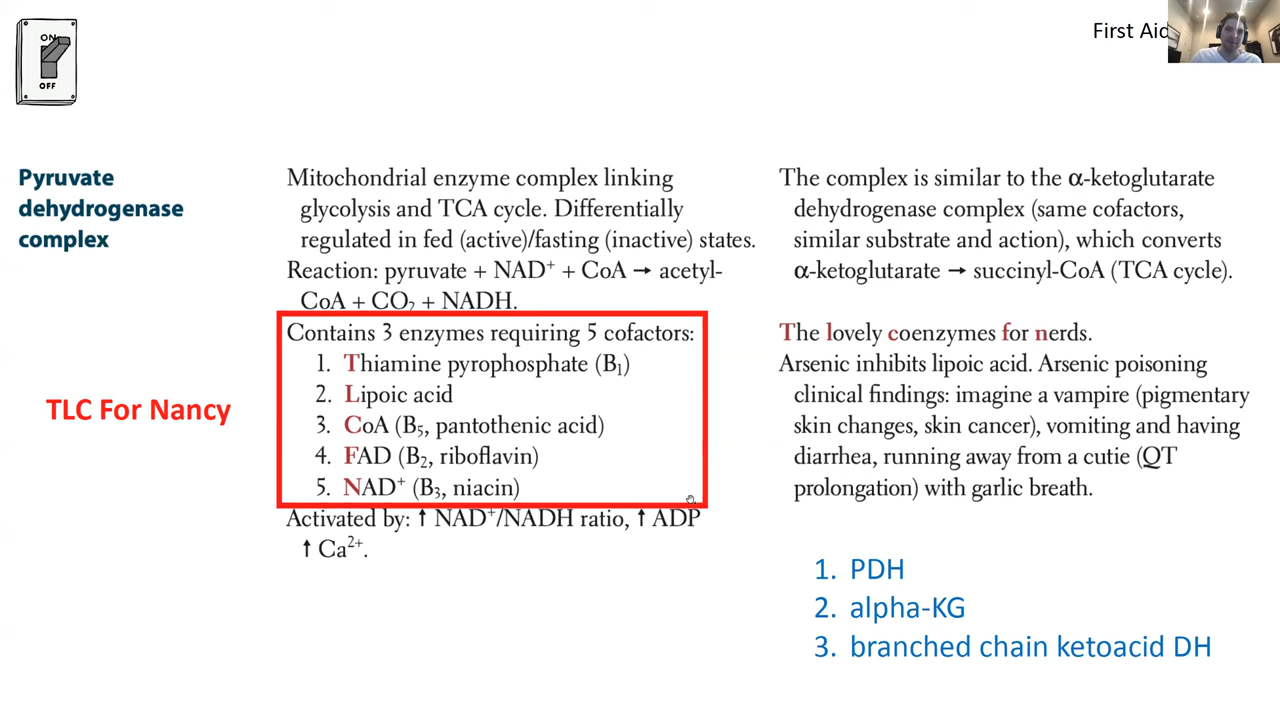 ON
OFF
First Aid
Pyruvate
dehydrogenase
complex
Mitochondrial enzyme complex linking
glycolysis and TCA cycle. Differentially
regulated in fed (active)/fasting (inactive) states.
Reaction: pyruvate + NAD⁺ + CoA → acetyl-
CoA + CO₂ + NADH.
Contains 3 enzymes requiring 5 cofactors:
1. Thiamine pyrophosphate (B₁)
2. Lipoic acid
3. CoA (B₅, pantothenic acid)
4. FAD (B₂, riboflavin)
5. NAD⁺ (B₃, niacin)
Activated by: ↑ NAD⁺/NADH ratio, ↑ ADP
↑ Ca²⁺.
TLC For Nancy
The complex is similar to the α-ketoglutarate
dehydrogenase complex (same cofactors,
similar substrate and action), which converts
α-ketoglutarate → succinyl-CoA (TCA cycle).
The lovely coenzymes for nerds.
Arsenic inhibits lipoic acid. Arsenic poisoning
clinical findings: imagine a vampire (pigmentary
skin changes, skin cancer), vomiting and having
diarrhea, running away from a cutie (QT
prolongation) with garlic breath.
1. PDH
2. alpha-KG
3. branched chain ketoacid DH